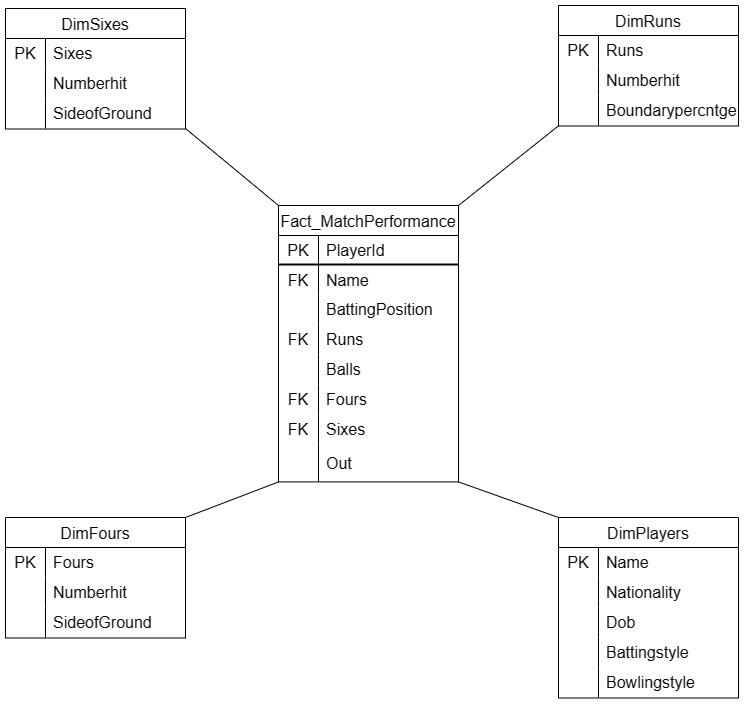 DimSixes
PK Sixes
Numberhit
SideofGround
DimRuns
PK Runs
Numberhit
Boundarypercntge
Fact_MatchPerformance
PK PlayerId
FK Name
BattingPosition
FK Runs
Balls
FK Fours
FK Sixes
Out
DimFours
PK Fours
Numberhit
SideofGround
DimPlayers
PK Name
Nationality
Dob
Battingstyle
Bowlingstyle